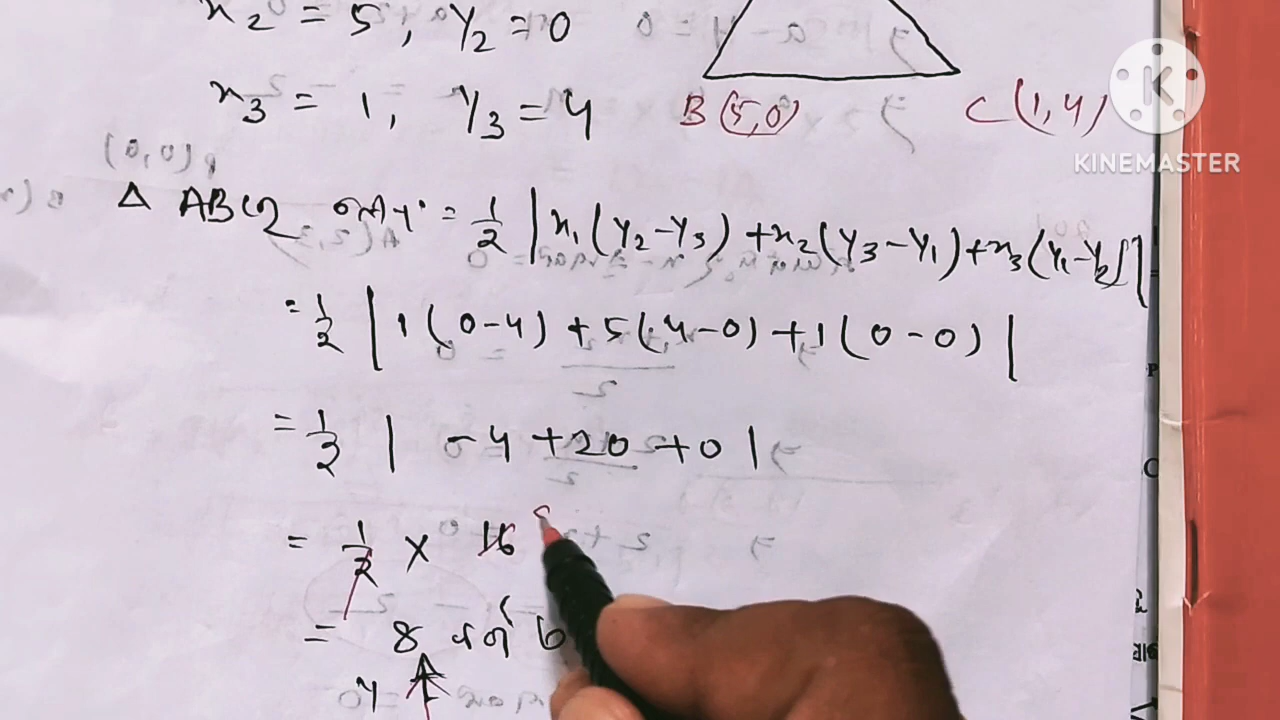 x₂ = 5, y₂ = 0
B (5,0)
C (1,4)
x₃ = 1, y₃ = 4
KINEMASTER
Δ ABC = 1/2 |x₁(y₂-y₃) + x₂(y₃-y₁) + x₃(y₁-y₂)|
= 1/2 | 1(0-4) + 5(4-0) + 1(0-0) |
= 1/2 | -4 + 20 + 0 |
= 1/2 × 16
= 8